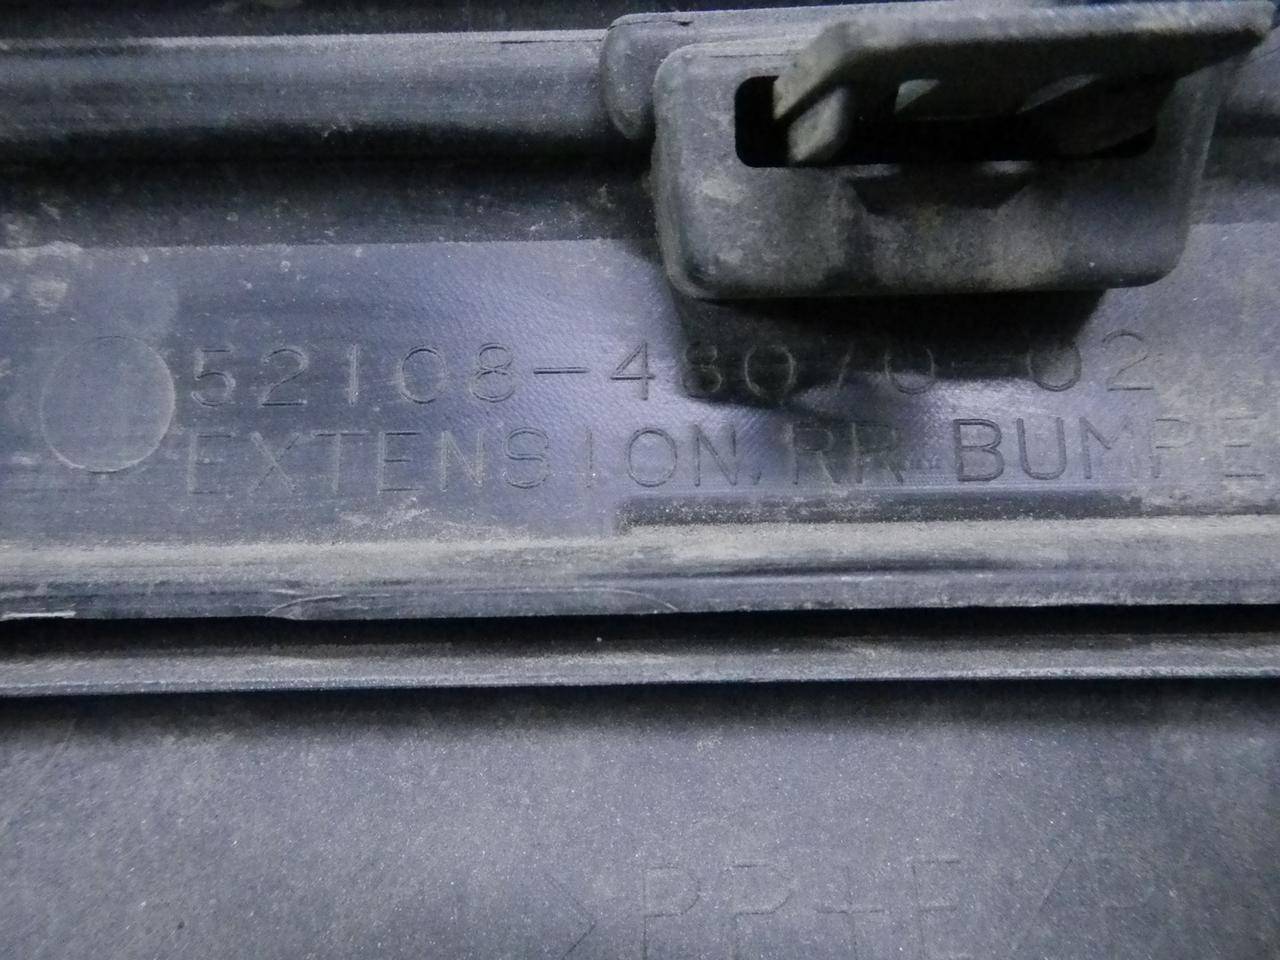 52108-48070-02
EXTENSION, RR BUMPE
>PP+E/P